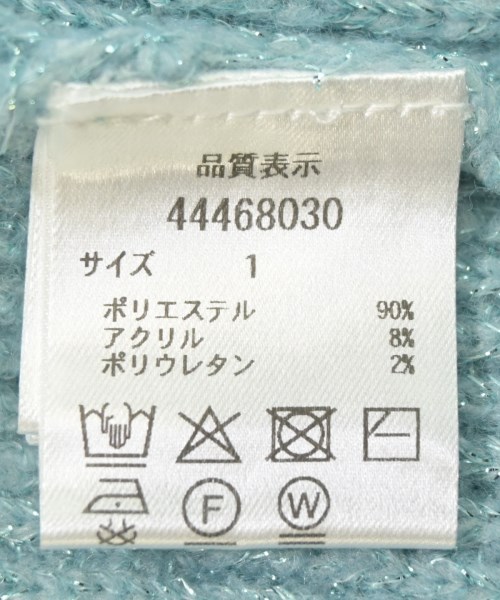 品質表示
44468030
サイズ 1
ポリエステル 90%
アクリル 8%
ポリウレタン 2%
F W